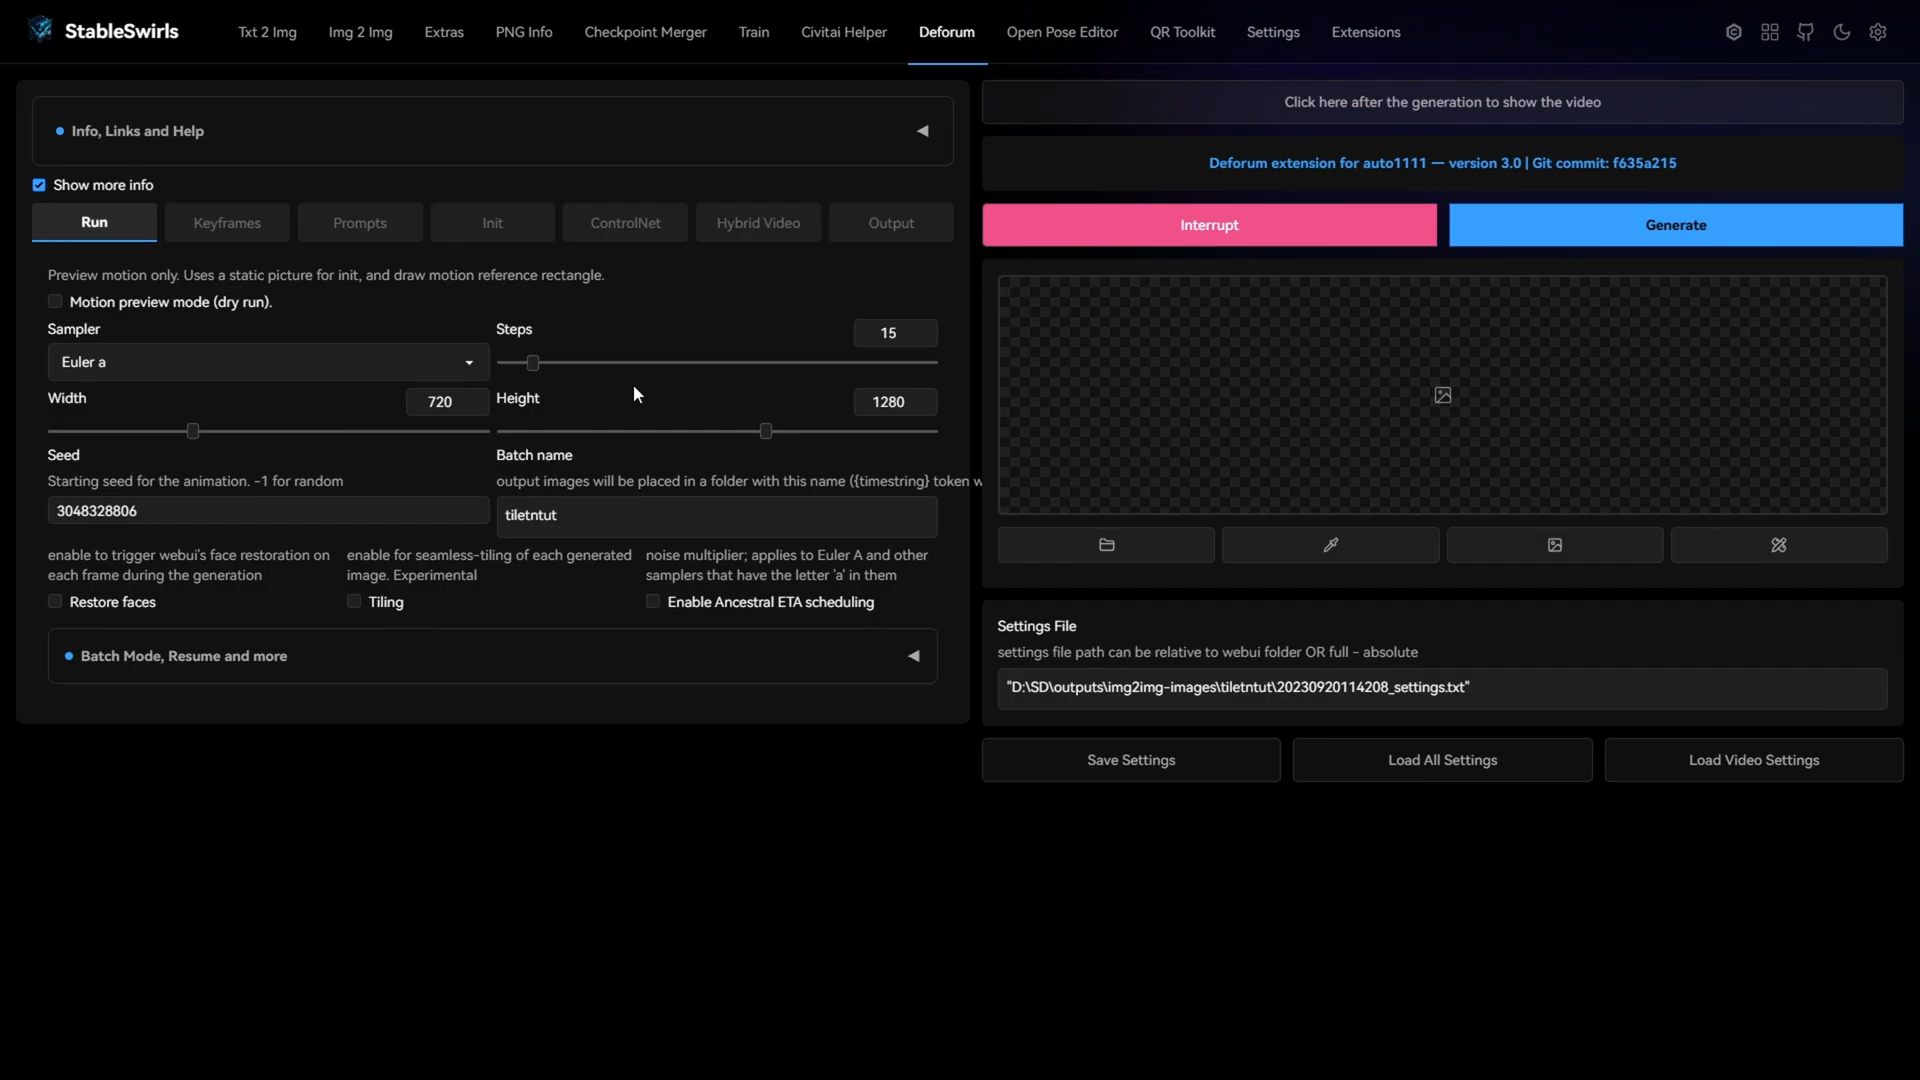 StableSwirls
Txt 2 Img
Img 2 Img
Extras
PNG Info
Checkpoint Merger
Train
Civitai Helper
Deforum
Open Pose Editor
QR Toolkit
Settings
Extensions
Info, Links and Help
Show more info
Run
Keyframes
Prompts
Init
ControlNet
Hybrid Video
Output
Preview motion only. Uses a static picture for init, and draw motion reference rectangle.
Motion preview mode (dry run).
Sampler
Euler a
Steps
15
Width
720
Height
1280
Seed
Starting seed for the animation. -1 for random
3048328806
Batch name
output images will be placed in a folder with this name ({timestring} token w
tiletntut
enable to trigger webui's face restoration on
each frame during the generation
Restore faces
enable for seamless-tiling of each generated
image. Experimental
Tiling
noise multiplier; applies to Euler A and other
samplers that have the letter 'a' in them
Enable Ancestral ETA scheduling
Batch Mode, Resume and more
Click here after the generation to show the video
Deforum extension for auto1111 — version 3.0 | Git commit: f635a215
Interrupt
Generate
Settings File
settings file path can be relative to webui folder OR full - absolute
"D:\SD\outputs\img2img-images\tiletntut\20230920114208_settings.txt"
Save Settings
Load All Settings
Load Video Settings